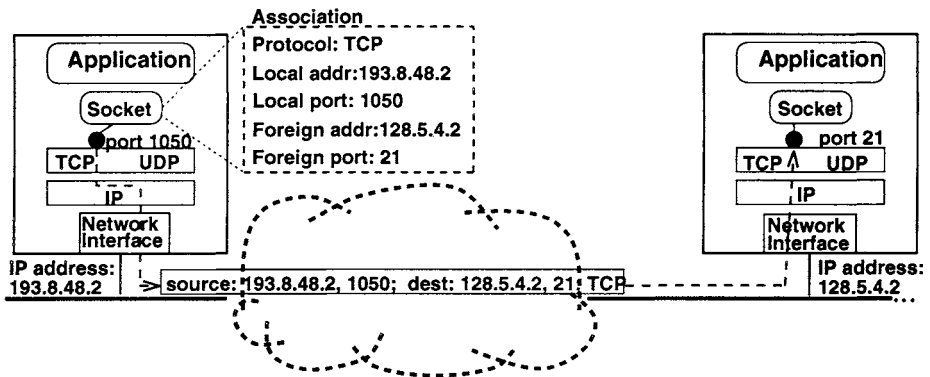 Association
Protocol: TCP
Local addr:193.8.48.2
Local port: 1050
Foreign addr:128.5.4.2
Foreign port: 21
Application
Socket
port 1050
TCP UDP
IP
Network
Interface
IP address:
193.8.48.2
source: 193.8.48.2, 1050; dest: 128.5.4.2, 21; TCP
Application
Socket
port 21
TCP UDP
IP
Network
Interface
IP address:
128.5.4.2